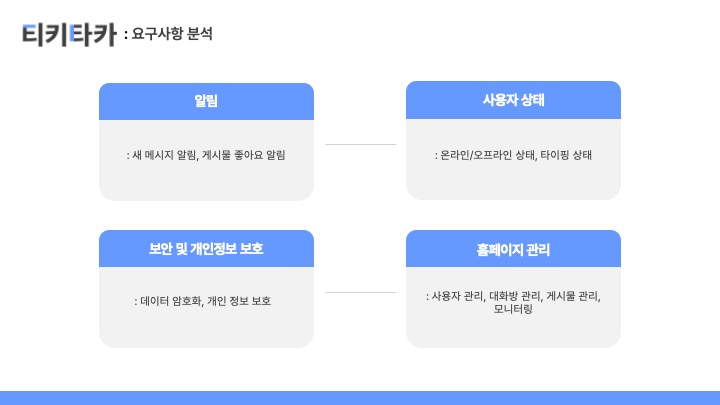 티키타카 : 요구사항 분석
알림
: 새 메시지 알림, 게시물 좋아요 알림
사용자 상태
: 온라인/오프라인 상태, 타이핑 상태
보안 및 개인정보 보호
: 데이터 암호화, 개인 정보 보호
홈페이지 관리
: 사용자 관리, 대화방 관리, 게시물 관리,
모니터링